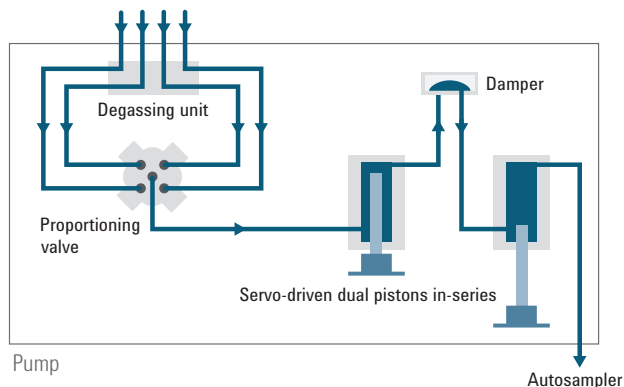 Degassing unit
Damper
Proportioning
valve
Servo-driven dual pistons in-series
Pump
Autosampler